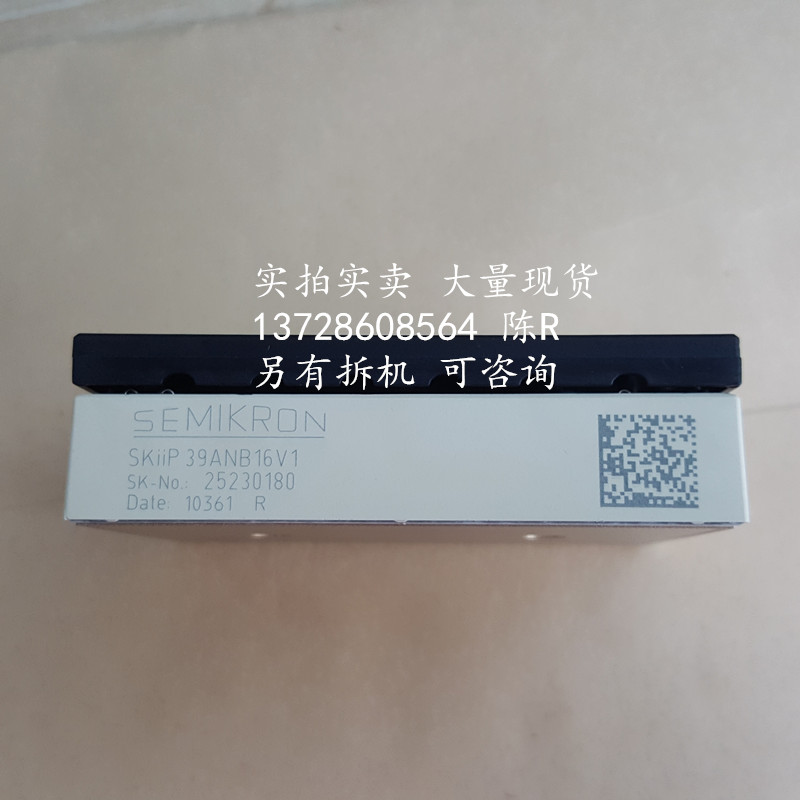 实拍实卖 大量现货
13728608564 陈R
另有拆机 可咨询
SEMIKRON
SKiiP 39ANB16V1
SK-No.: 25230180
Date: 10361 R